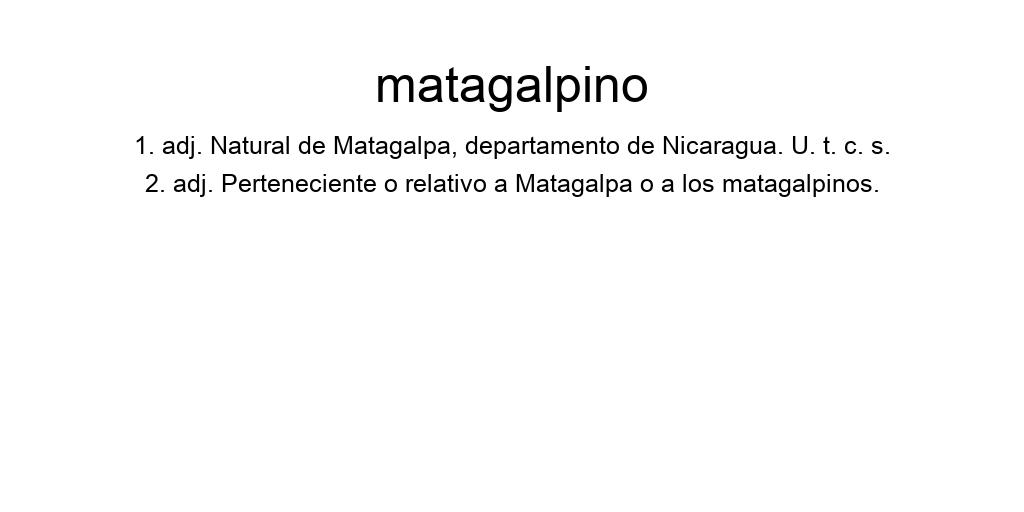 matagalpino
1. adj. Natural de Matagalpa, departamento de Nicaragua. U. t. c. s.
2. adj. Perteneciente o relativo a Matagalpa o a los matagalpinos.